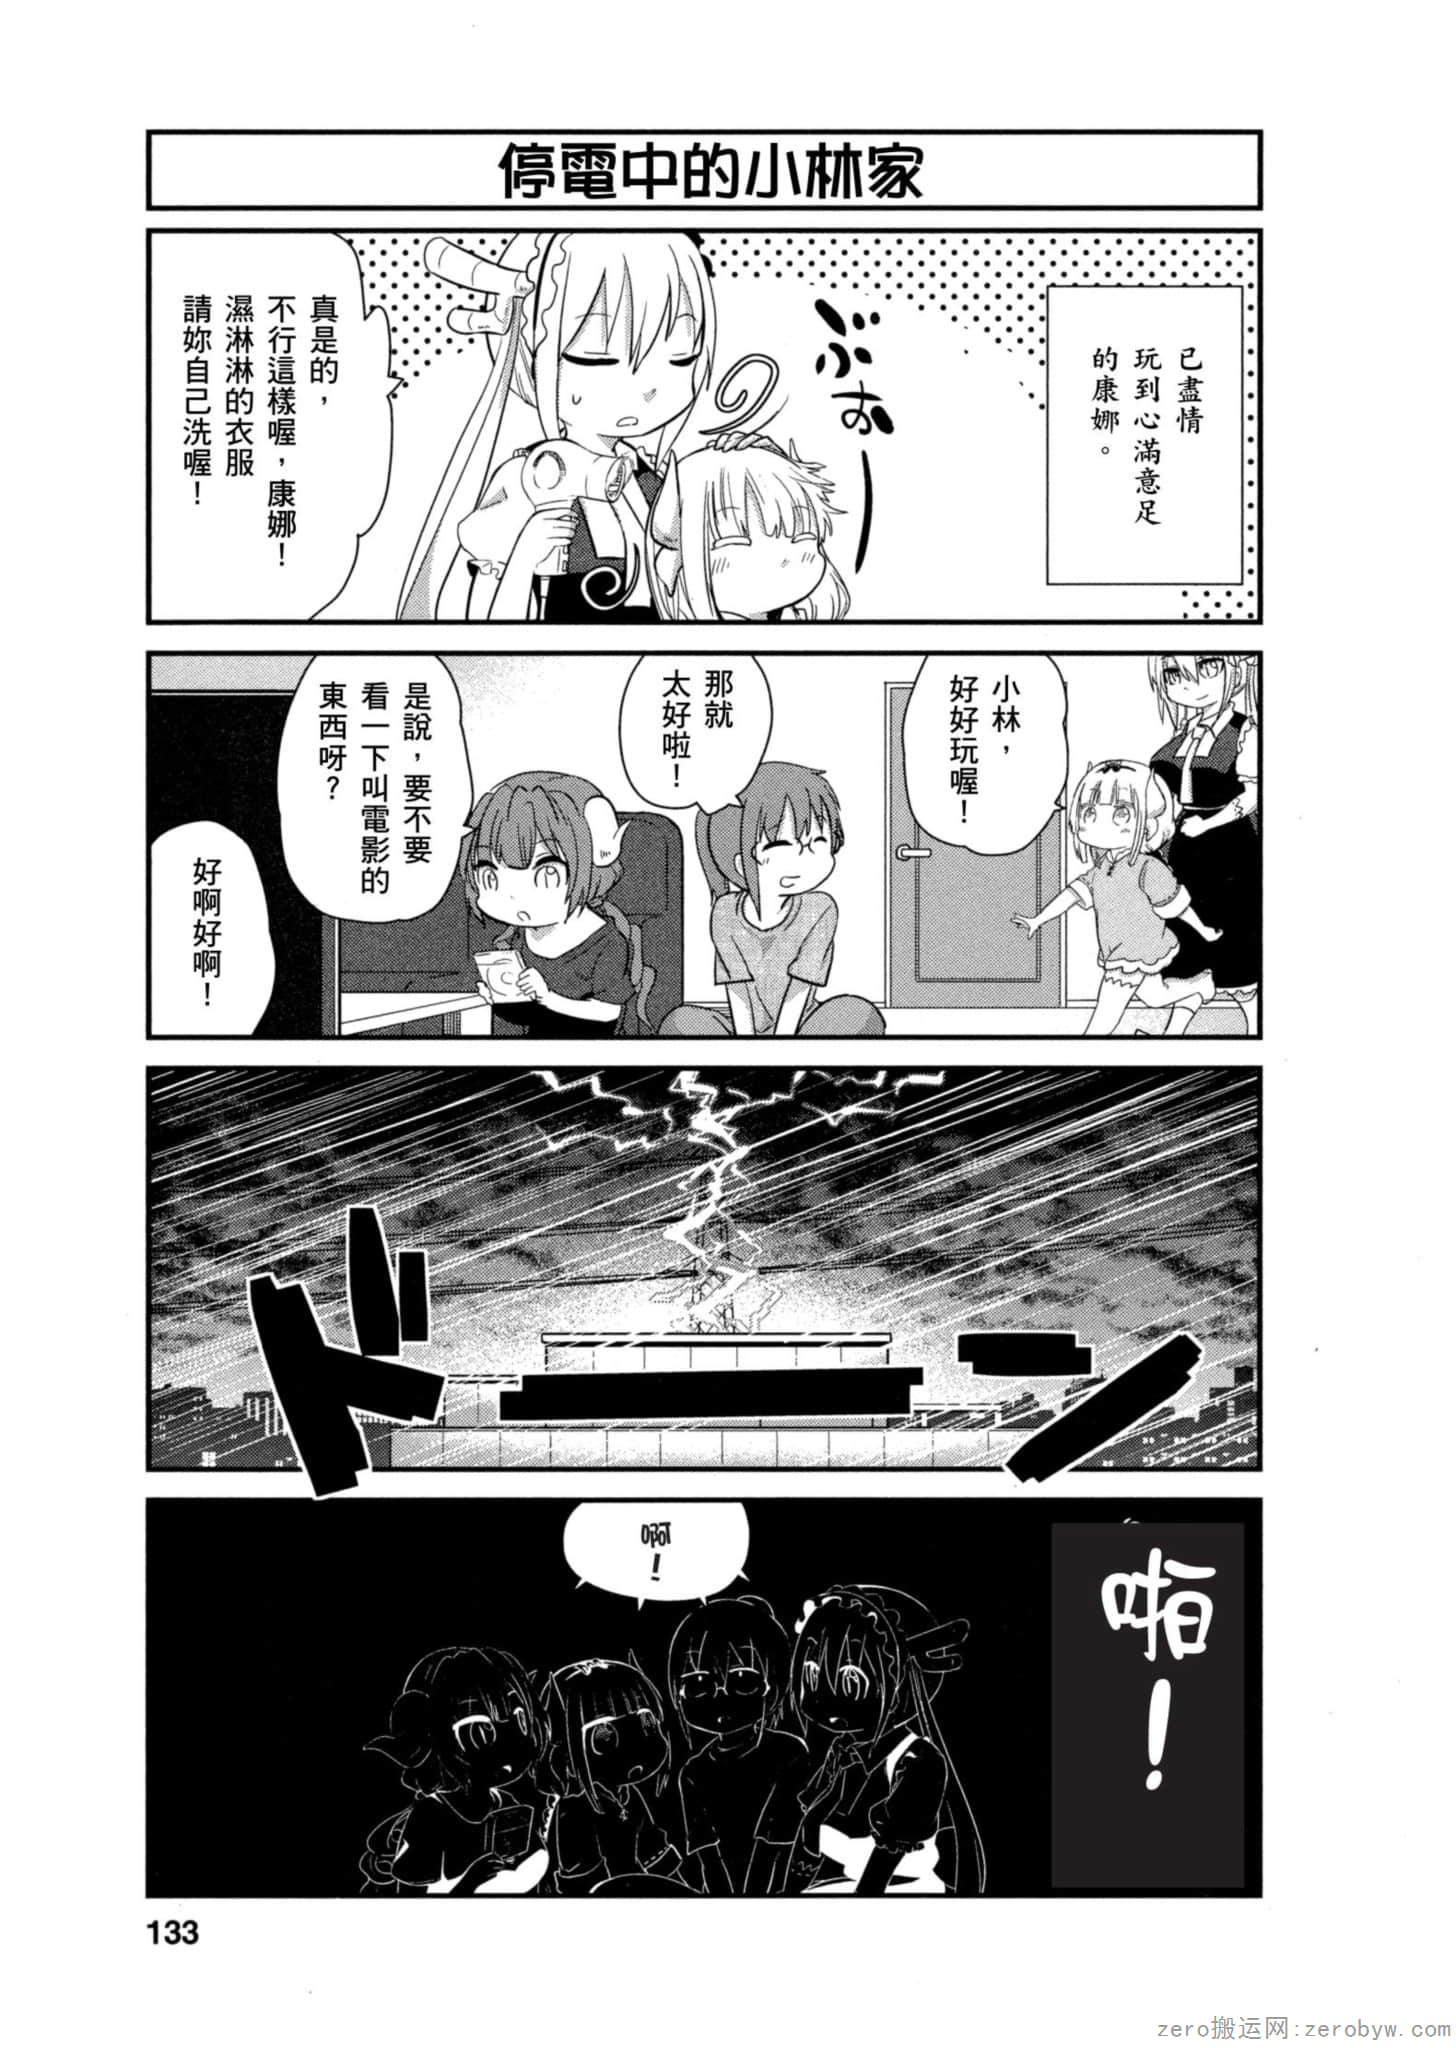 停電中的小林家
已盡情
玩到心滿意足
的康娜。
ぶお
真是的，
不行這樣喔，康娜！
濕淋淋的衣服
請妳自己洗喔！
小林，
好好玩喔！
那就
太好啦！
是說，要不要
看一下叫電影的
東西呀？
好啊好啊！
ドーン
啪！
啊！
133
zero搬运网:zerobyw.com